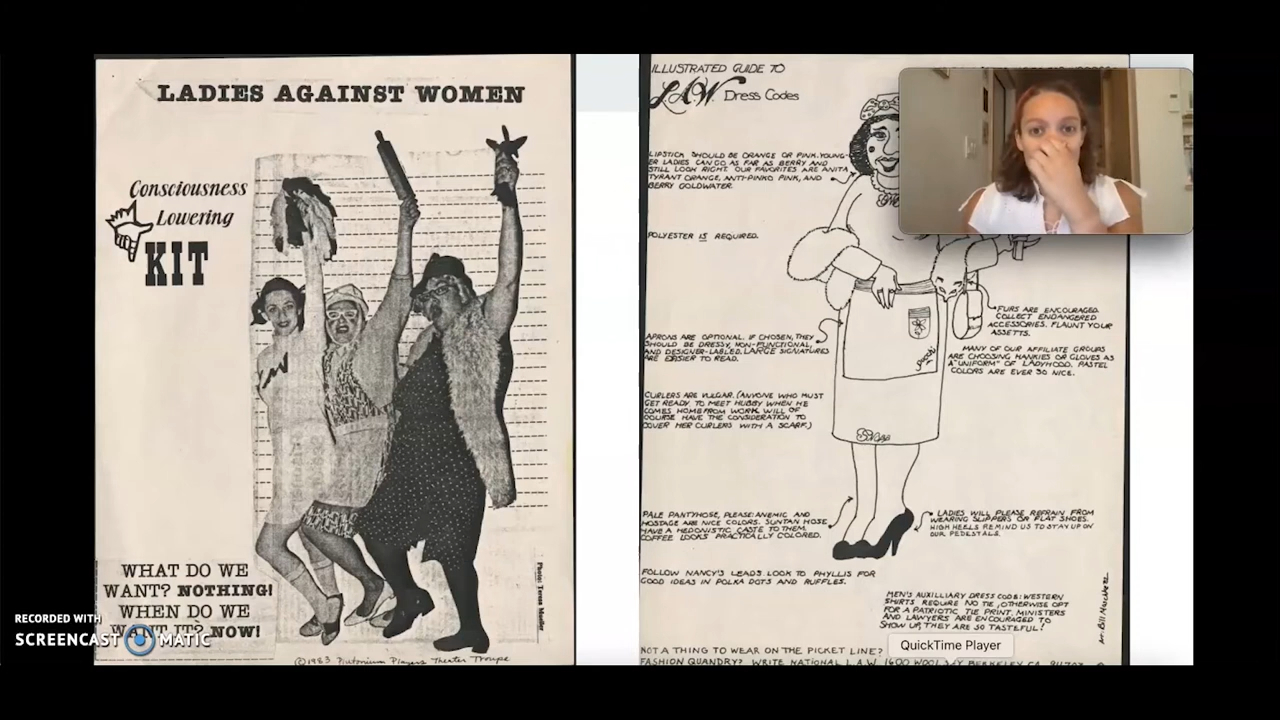 LADIES AGAINST WOMEN
Consciousness
Lowering
KIT
WHAT DO WE
WANT? NOTHING!
WHEN DO WE
WANT IT? NOW!
Photo: Teresa
©1983 Plutonium Players Theater Troupe
RECORDED WITH
SCREENCAST MATIC
ILLUSTRATED GUIDE TO
L.A.W. Dress Codes
LIPSTICK SHOULD BE ORANGE OR PINK. YOUNG-
ER LADIES CAN GO AS FAR AS BERRY AND
STILL LOOK RIGHT. OUR FAVORITES ARE ANITA
TYRANT ORANGE, ANTI-PINKO PINK, AND
BERRY GOLDWATER.
POLYESTER IS REQUIRED.
APRONS ARE OPTIONAL. IF CHOSEN, THEY
SHOULD BE DRESSY, NON-FUNCTIONAL,
AND DESIGNER-LABLED. LARGE SIGNATURES
ARE EASIER TO READ.
CURLERS ARE VULGAR. (ANYONE WHO MUST
GET READY TO MEET HUBBY WHEN HE
COMES HOME FROM WORK WILL OF
COURSE HAVE THE CONSIDERATION TO
COVER HER CURLERS WITH A SCARF.)
PALE PANTYHOSE, PLEASE: ANEMIC AND
HOSTAGE ARE NICE COLORS. SUNTAN HOSE
HAVE A HEDONISTIC CASTE TO THEM.
COFFEE LOOKS PRACTICALLY COLORED.
FURS ARE ENCOURAGED.
COLLECT ENDANGERED
ACCESSORIES. FLAUNT YOUR
ASSETTS.
MANY OF OUR AFFILIATE GROUPS
ARE CHOOSING HANKIES OR GLOVES AS
A "UNIFORM" OF LADYHOOD. PASTEL
COLORS ARE EVER SO NICE.
LADIES WILL PLEASE REFRAIN FROM
WEARING SLIPPERS OR FLAT SHOES.
HIGH HEELS REMIND US TO STAY UP ON
OUR PEDESTALS.
FOLLOW NANCY'S LEADS LOOK TO PHYLLIS FOR
GOOD IDEAS IN POLKA DOTS AND RUFFLES.
MEN'S AUXILLIARY DRESS CODE: WESTERN
SHIRTS REQUIRE NO TIE, OTHERWISE OPT
FOR A PATRIOTIC TIE PRINT. MINISTERS
AND LAWYERS ARE ENCOURAGED TO
SHOW UP, THEY ARE SO TASTEFUL!
QuickTime Player
NOT A THING TO WEAR ON THE PICKET LINE?
FASHION QUANDRY? WRITE NATIONAL L.A.W. 1600 BERKELEY CA